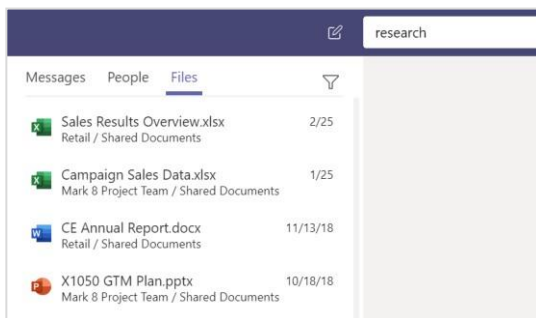 research
Messages People Files
Sales Results Overview.xlsx 2/25
Retail / Shared Documents
Campaign Sales Data.xlsx 1/25
Mark 8 Project Team / Shared Documents
CE Annual Report.docx 11/13/18
Retail / Shared Documents
X1050 GTM Plan.pptx 10/18/18
Mark 8 Project Team / Shared Documents